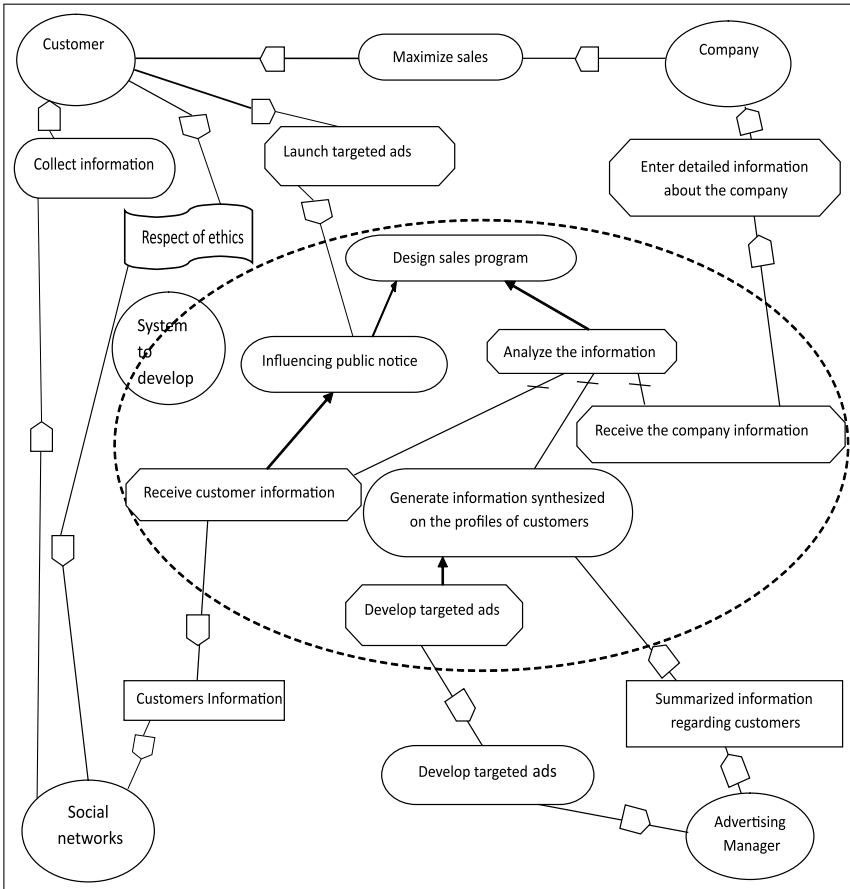 Customer
Maximize sales
Company
Collect information
Launch targeted ads
Enter detailed information
about the company
Respect of ethics
Design sales program
System
to
develop
Influencing public notice
Analyze the information
Receive the company information
Receive customer information
Generate information synthesized
on the profiles of customers
Develop targeted ads
Customers Information
Summarized information
regarding customers
Develop targeted ads
Social
networks
Advertising
Manager